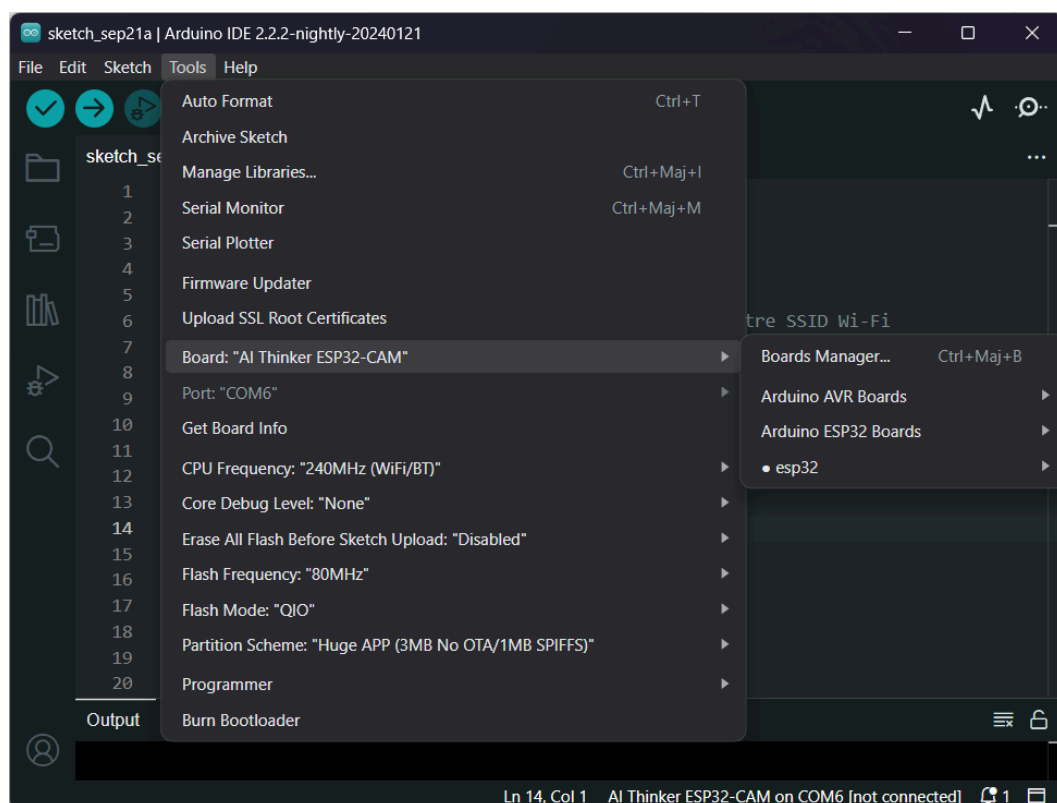 sketch_sep21a | Arduino IDE 2.2.2-nightly-20240121
File Edit Sketch Tools Help
sketch_se
Auto Format Ctrl+T
Archive Sketch
Manage Libraries... Ctrl+Maj+I
Serial Monitor Ctrl+Maj+M
Serial Plotter
Firmware Updater
Upload SSL Root Certificates
Board: "AI Thinker ESP32-CAM"
Port: "COM6"
Get Board Info
CPU Frequency: "240MHz (WiFi/BT)"
Core Debug Level: "None"
Erase All Flash Before Sketch Upload: "Disabled"
Flash Frequency: "80MHz"
Flash Mode: "QIO"
Partition Scheme: "Huge APP (3MB No OTA/1MB SPIFFS)"
Programmer
Burn Bootloader
Boards Manager... Ctrl+Maj+B
Arduino AVR Boards
Arduino ESP32 Boards
● esp32
1
2
3
4
5
6 tre SSID Wi-Fi
7
8
9
10
11
12
13
14
15
16
17
18
19
20
Output
Ln 14, Col 1 AI Thinker ESP32-CAM on COM6 [not connected] 1